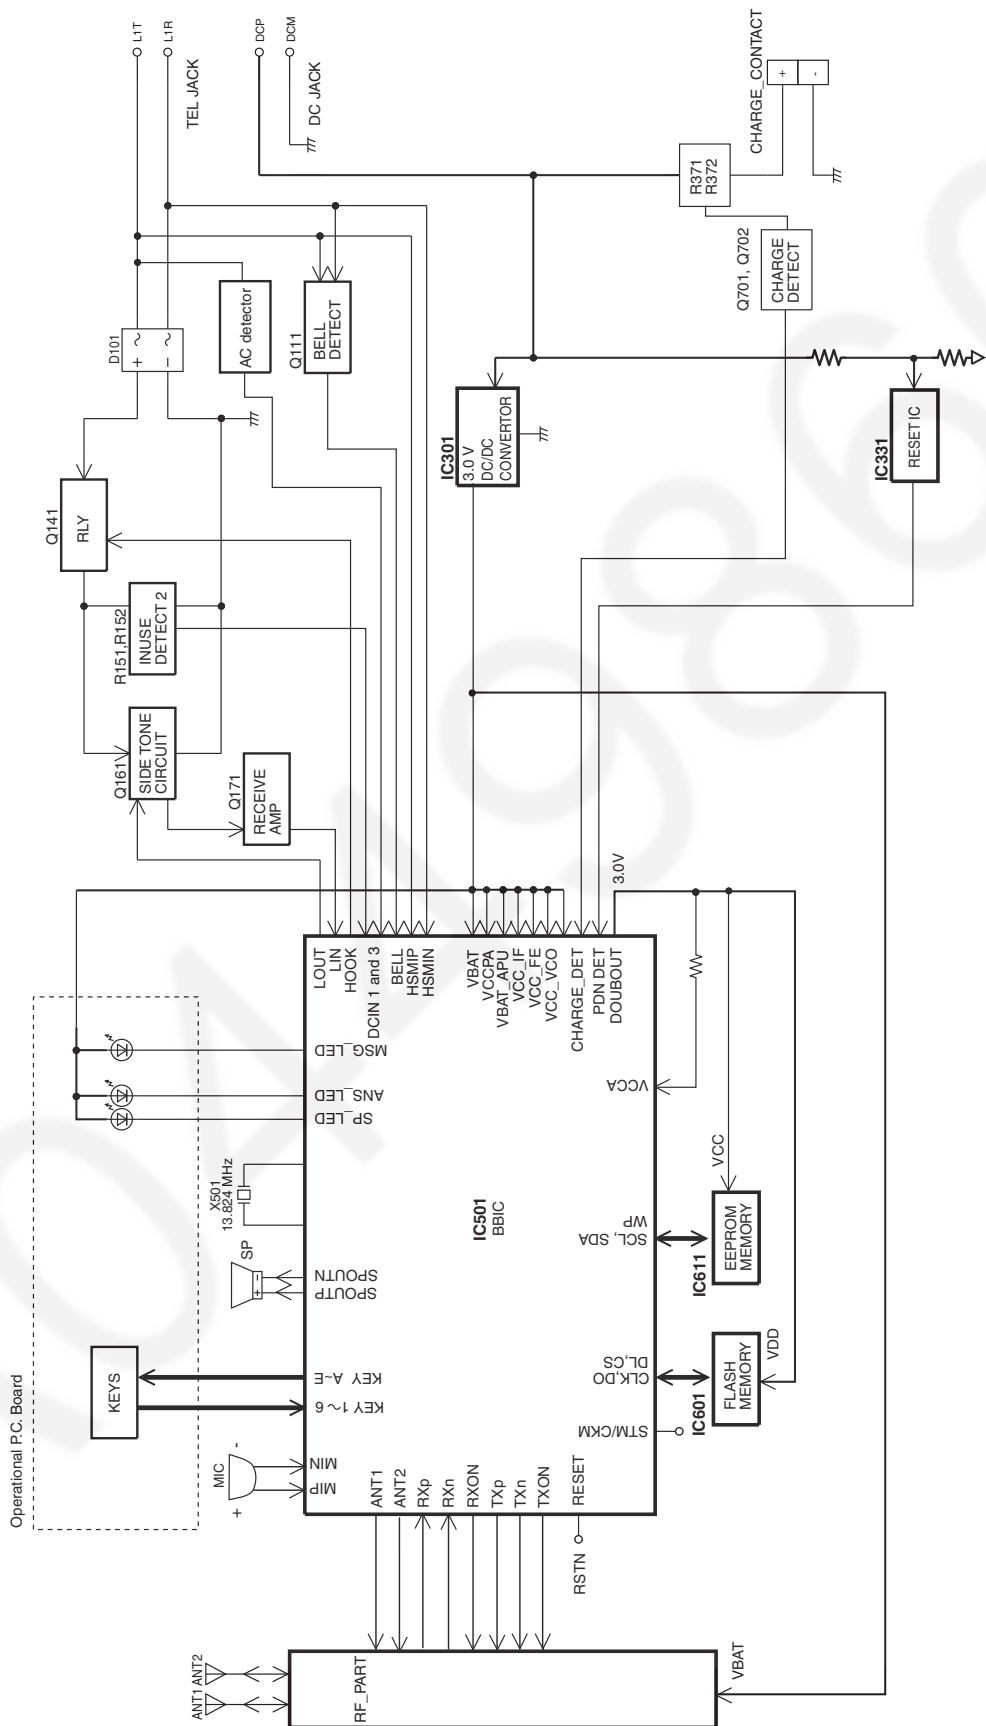 Operational P.C. Board
KEYS
MIC
+
-
SP
+
-
X501
13.824 MHz
L1T
L1R
TEL JACK
DCP
DCM
DC JACK
CHARGE_CONTACT
+
-
R371
R372
Q701, Q702
CHARGE
DETECT
D101
+
~
-
~
AC detector
Q111
BELL
DETECT
Q141
RLY
R151,R152
INUSE
DETECT 2
Q161
SIDE TONE
CIRCUIT
Q171
RECEIVE
AMP
IC301
3.0 V
DC/DC
CONVERTOR
IC331
RESET IC
3.0V
IC501
BBIC
LOUT
LIN
HOOK
DCIN 1 and 3
BELL
HSMIP
HSMIN
VBAT
VCCPA
VBAT_APU
VCC_IF
VCC_FE
VCC_VCO
CHARGE_DET
PDN DET
DOUBOUT
MSG_LED
ANS_LED
SP_LED
SPOUTN
SPOUTP
KEY A~E
KEY 1~6
MIN
MIP
VCCA
WP
SCL, SDA
DL,CS
CLK,DO
STM/CKM
ANT1
ANT2
RXp
RXn
RXON
TXp
TXn
TXON
RESET
RSTN
VCC
IC611
EEPROM
MEMORY
IC601
FLASH
MEMORY
VDD
ANT1
ANT2
RF_PART
VBAT